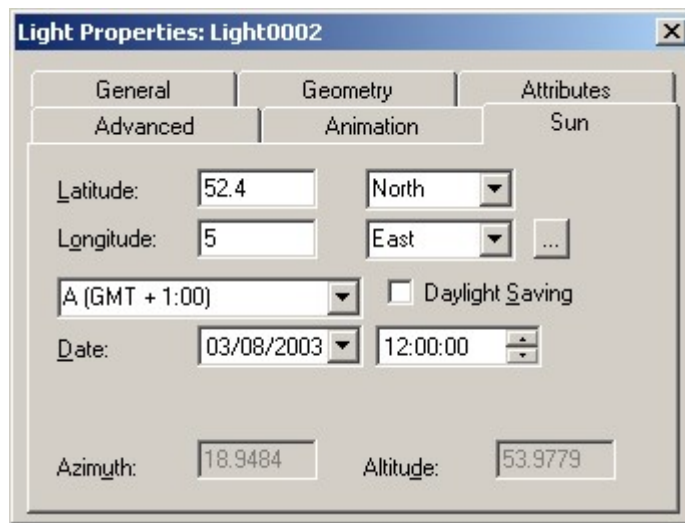 Light Properties: Light0002
General Geometry Attributes
Advanced Animation Sun
Latitude: 52.4 North
Longitude: 5 East ...
A (GMT + 1:00) Daylight Saving
Date: 03/08/2003 12:00:00
Azimuth: 18.9484 Altitude: 53.9779